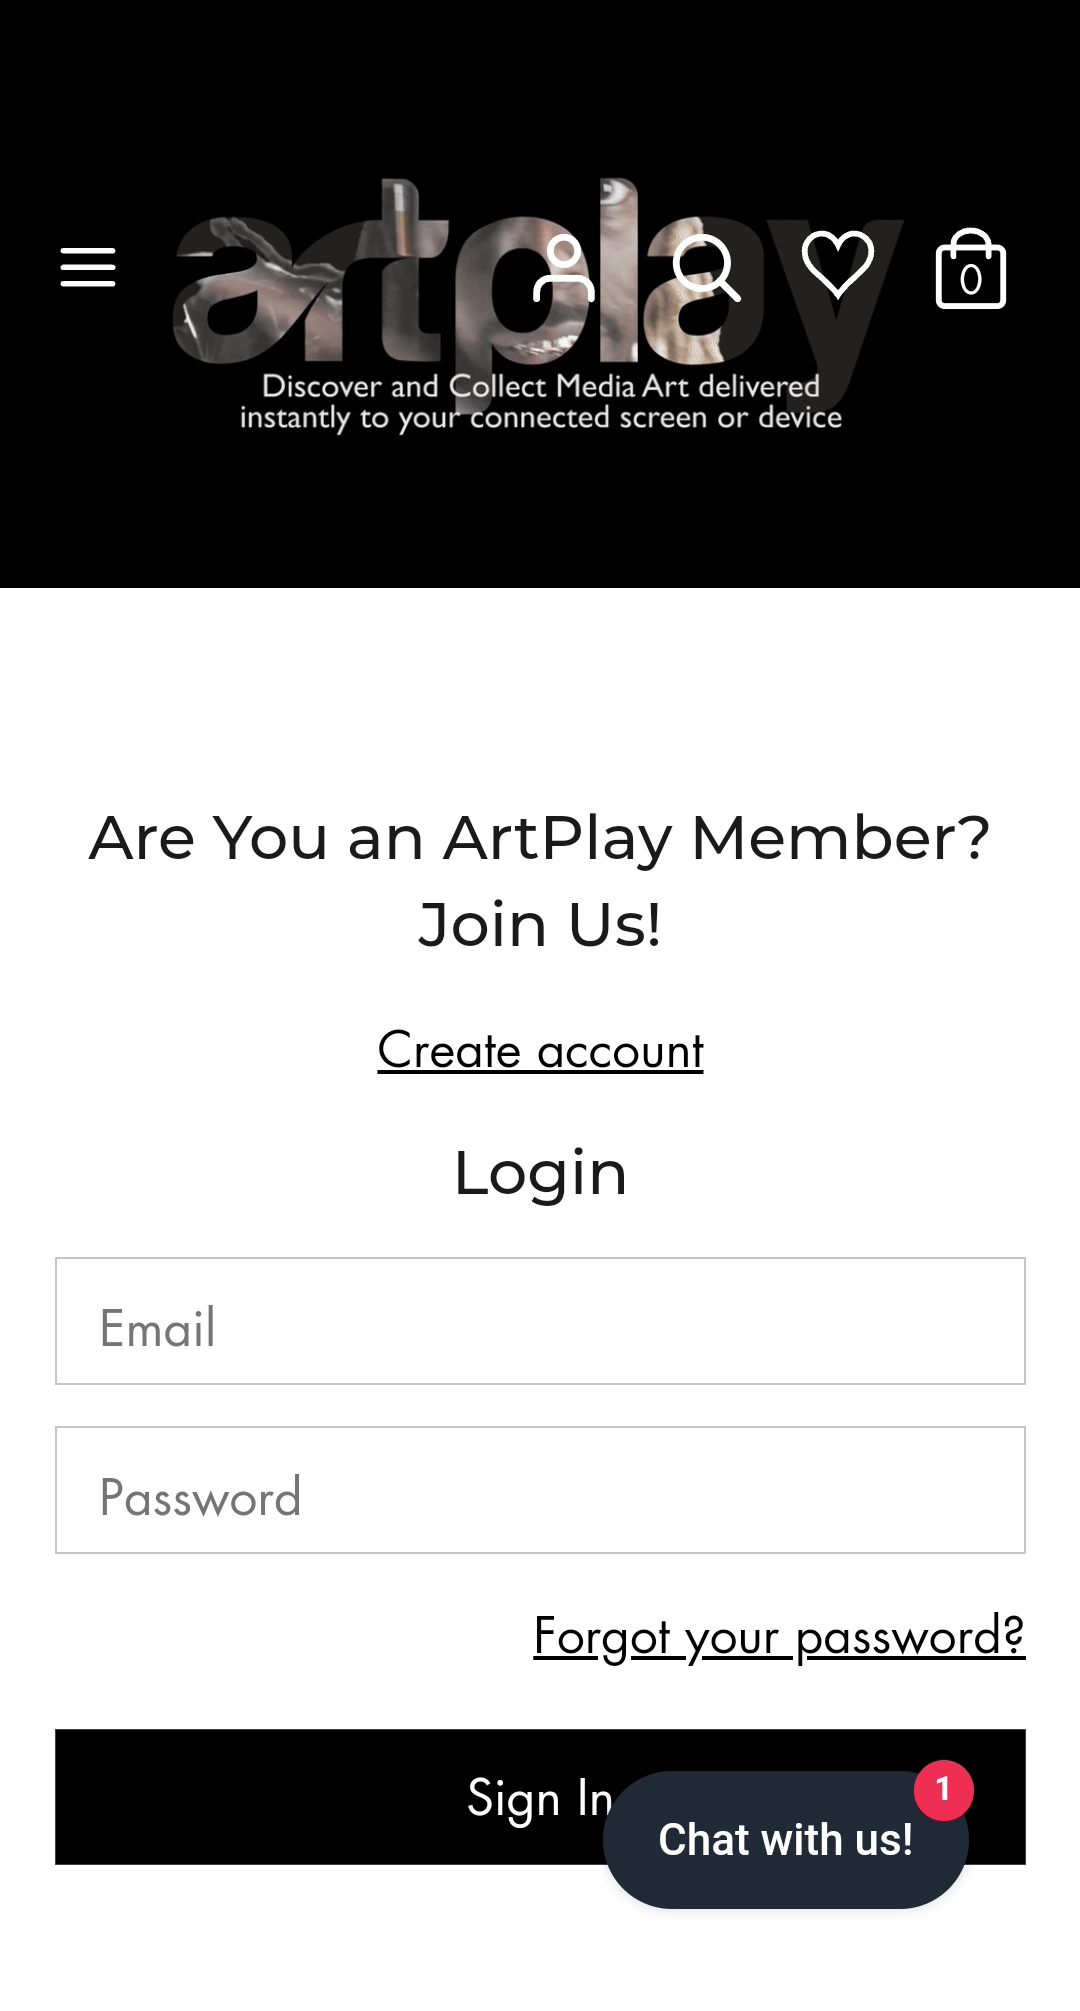 artplay
0
Discover and Collect Media Art delivered
instantly to your connected screen or device
Are You an ArtPlay Member?
Join Us!
Create account
Login
Email
Password
Forgot your password?
Sign In
1
Chat with us!